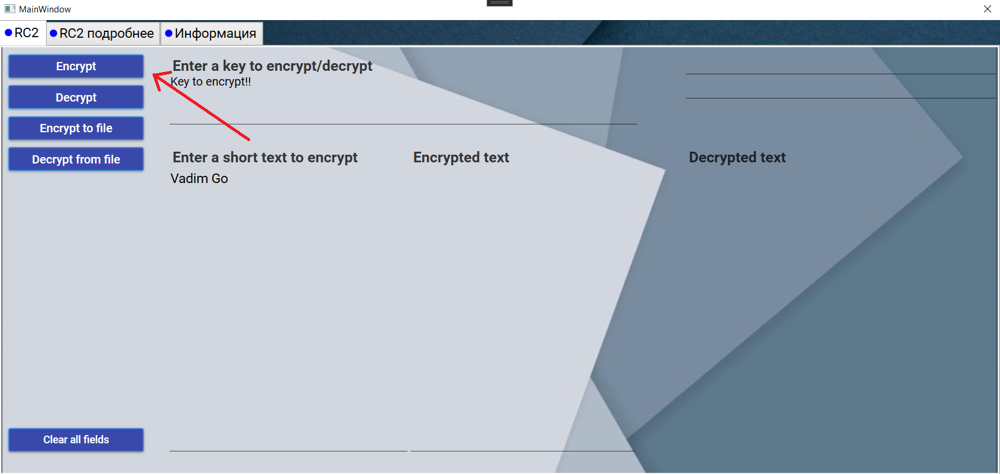 MainWindow
RC2
RC2 подробнее
Информация
Encrypt
Decrypt
Encrypt to file
Decrypt from file
Clear all fields
Enter a key to encrypt/decrypt
Key to encrypt!!
Enter a short text to encrypt
Vadim Go
Encrypted text
Decrypted text